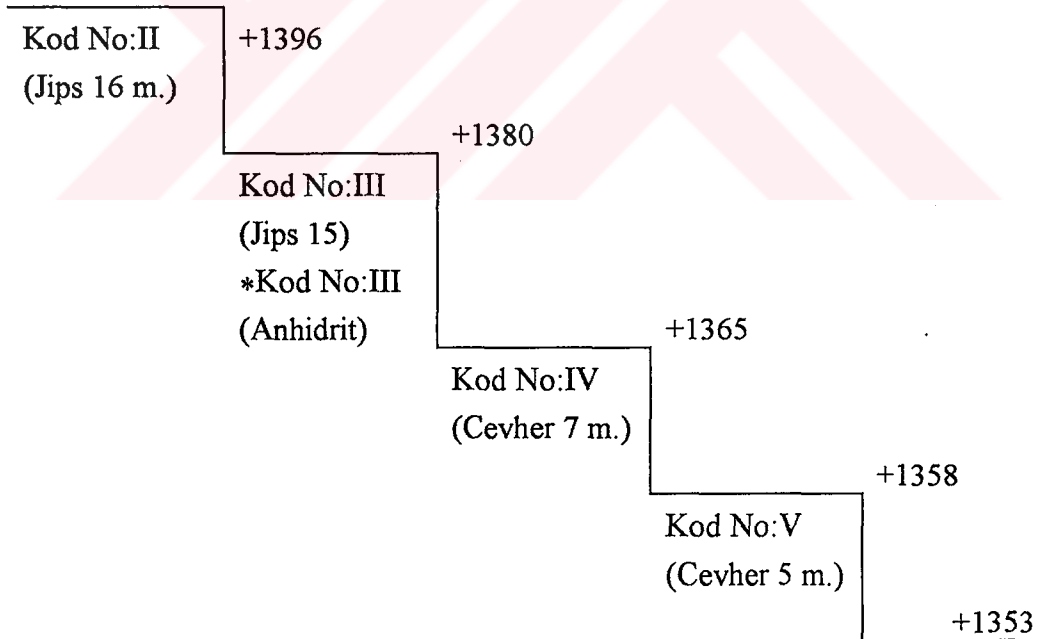 Kod No:II
(Jips 16 m.)
+1396
+1380
Kod No:III
(Jips 15)
*Kod No:III
(Anhidrit)
+1365
Kod No:IV
(Cevher 7 m.)
+1358
Kod No:V
(Cevher 5 m.)
+1353